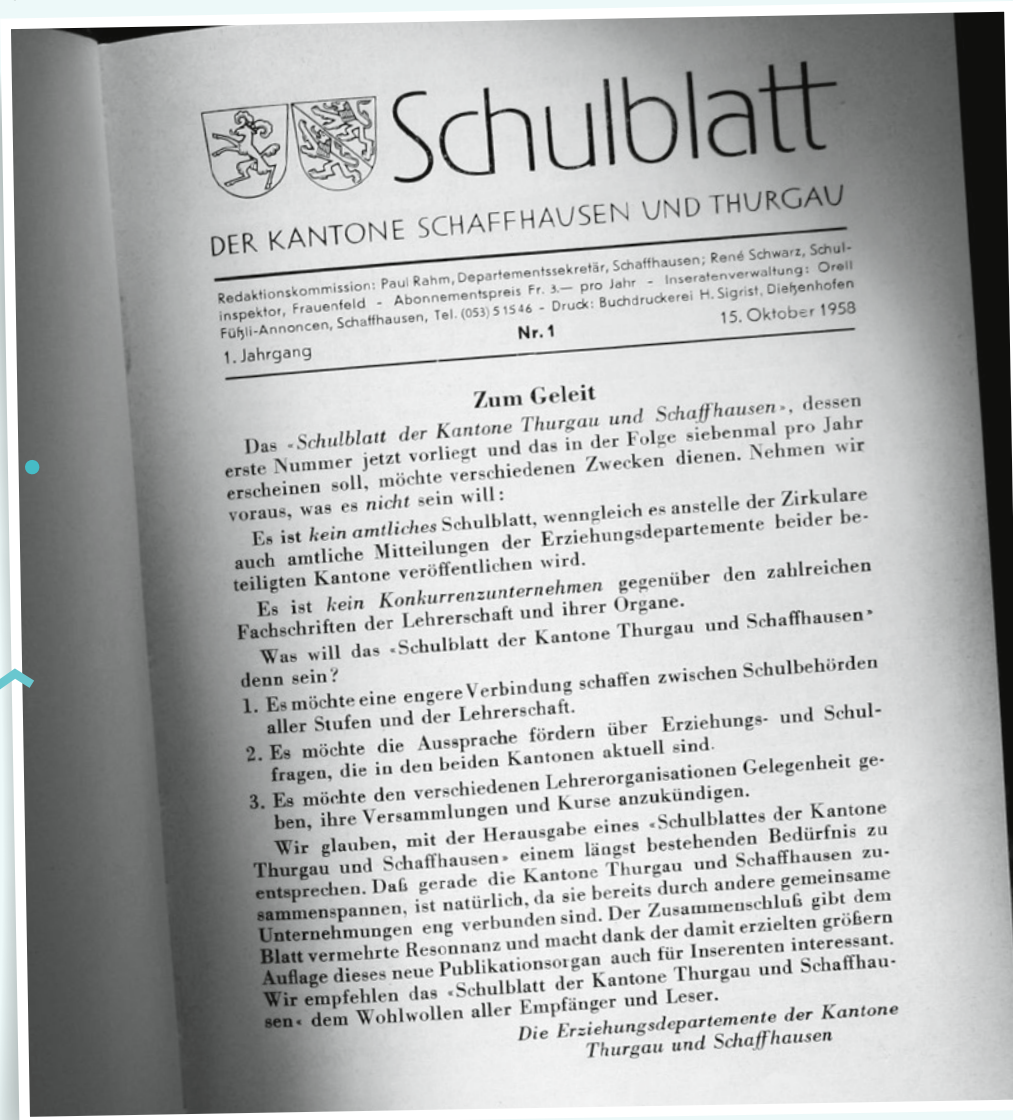 Schulblatt
DER KANTONE SCHAFFHAUSEN UND THURGAU
Redaktionskommission: Paul Rahm, Departementssekretär, Schaffhausen; René Schwarz, Schul-
inspektor, Frauenfeld - Abonnementspreis Fr. 3.— pro Jahr - Inseratenverwaltung: Orell
Füßli-Annoncen, Schaffhausen, Tel. (053) 5 15 46 - Druck: Buchdruckerei H. Sigrist, Dießenhofen
1. Jahrgang Nr. 1 15. Oktober 1958
Zum Geleit
Das «Schulblatt der Kantone Thurgau und Schaffhausen», dessen
erste Nummer jetzt vorliegt und das in der Folge siebenmal pro Jahr
erscheinen soll, möchte verschiedenen Zwecken dienen. Nehmen wir
voraus, was es nicht sein will:
Es ist kein amtliches Schulblatt, wenngleich es anstelle der Zirkulare
auch amtliche Mitteilungen der Erziehungsdepartemente beider be-
teiligten Kantone veröffentlichen wird.
Es ist kein Konkurrenzunternehmen gegenüber den zahlreichen
Fachschriften der Lehrerschaft und ihrer Organe.
Was will das «Schulblatt der Kantone Thurgau und Schaffhausen»
denn sein?
1. Es möchte eine engere Verbindung schaffen zwischen Schulbehörden
aller Stufen und der Lehrerschaft.
2. Es möchte die Aussprache fördern über Erziehungs- und Schul-
fragen, die in den beiden Kantonen aktuell sind.
3. Es möchte den verschiedenen Lehrerorganisationen Gelegenheit ge-
ben, ihre Versammlungen und Kurse anzukündigen.
Wir glauben, mit der Herausgabe eines «Schulblattes der Kantone
Thurgau und Schaffhausen» einem längst bestehenden Bedürfnis zu
entsprechen. Daß gerade die Kantone Thurgau und Schaffhausen zu-
sammenspannen, ist natürlich, da sie bereits durch andere gemeinsame
Unternehmungen eng verbunden sind. Der Zusammenschluß gibt dem
Blatt vermehrte Resonnanz und macht dank der damit erzielten größern
Auflage dieses neue Publikationsorgan auch für Inserenten interessant.
Wir empfehlen das «Schulblatt der Kantone Thurgau und Schaffhau-
sen« dem Wohlwollen aller Empfänger und Leser.
Die Erziehungsdepartemente der Kantone
Thurgau und Schaffhausen